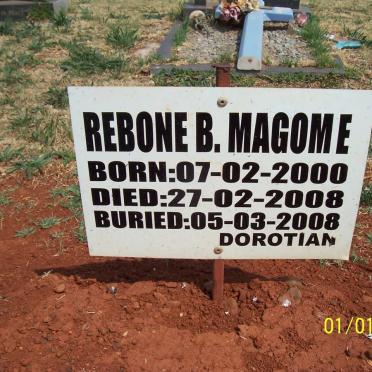 REBONE B. MAGOME
BORN:07-02-2000
DIED:27-02-2008
BURIED:05-03-2008
DOROTIAN
01/01